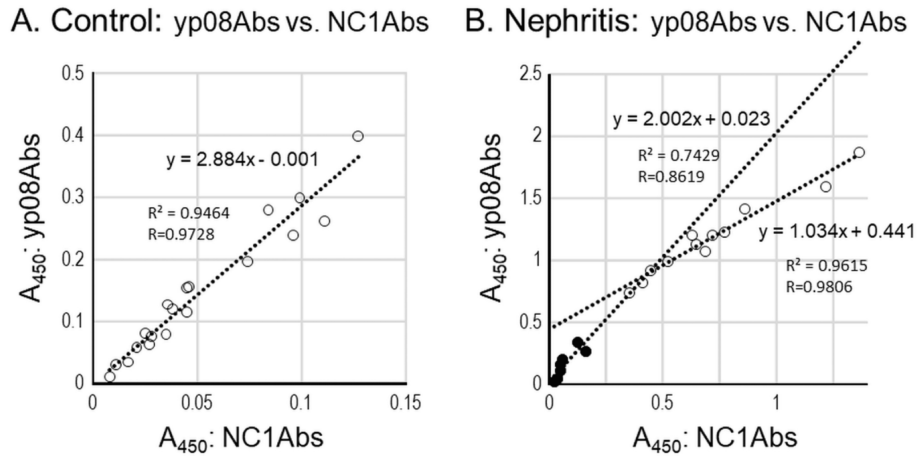 A. Control: yp08Abs vs. NC1Abs
A450: yp08Abs
0.5
0.4
0.3
0.2
0.1
0
y = 2.884x - 0.001
R² = 0.9464
R=0.9728
0
0.05
0.1
0.15
A450: NC1Abs
B. Nephritis: yp08Abs vs. NC1Abs
A450: yp08Abs
2.5
2
1.5
1
0.5
0
y = 2.002x + 0.023
R² = 0.7429
R=0.8619
y = 1.034x + 0.441
R² = 0.9615
R=0.9806
0
0.5
1
A450: NC1Abs